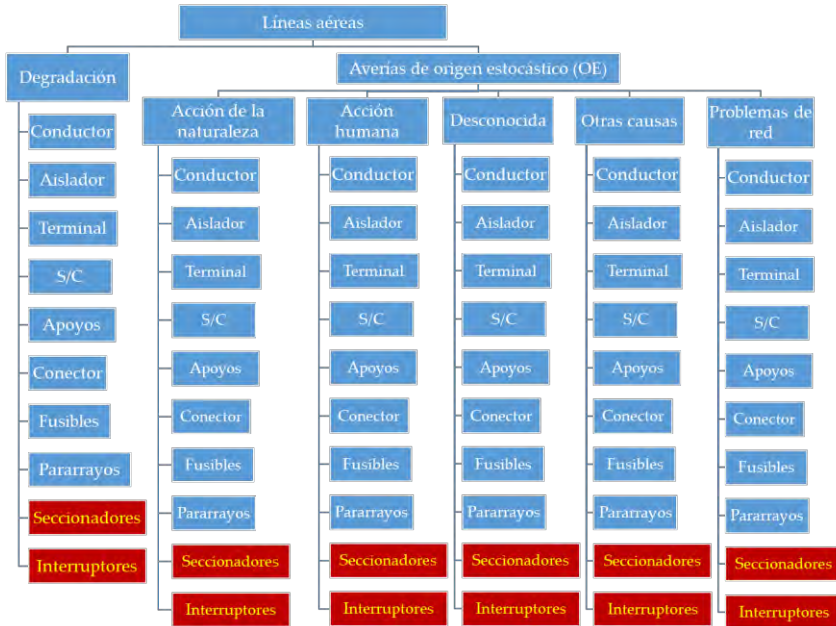 Líneas aéreas
Degradación
Averías de origen estocástico (OE)
Conductor
Aislador
Terminal
S/C
Apoyos
Conector
Fusibles
Pararrayos
Seccionadores
Interruptores
Acción de la
naturaleza
Conductor
Aislador
Terminal
S/C
Apoyos
Conector
Fusibles
Pararrayos
Seccionadores
Interruptores
Acción
humana
Conductor
Aislador
Terminal
S/C
Apoyos
Conector
Fusibles
Pararrayos
Seccionadores
Interruptores
Desconocida
Conductor
Aislador
Terminal
S/C
Apoyos
Conector
Fusibles
Pararrayos
Seccionadores
Interruptores
Otras causas
Conductor
Aislador
Terminal
S/C
Apoyos
Conector
Fusibles
Pararrayos
Seccionadores
Interruptores
Problemas de
red
Conductor
Aislador
Terminal
S/C
Apoyos
Conector
Fusibles
Pararrayos
Seccionadores
Interruptores